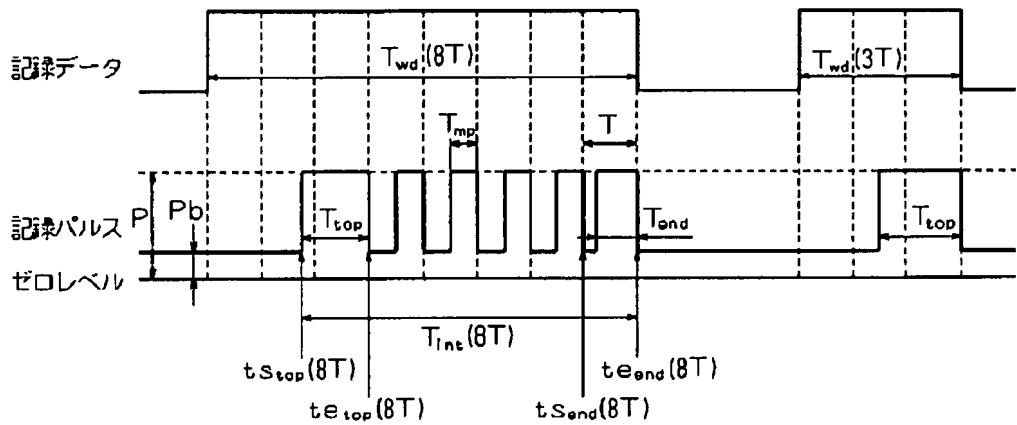 記録データ
Twd(8T)
Twd(3T)
Tmp
T
記録パルス
P
Pb
Ttop
Tend
Ttop
ゼロレベル
Tint(8T)
tstop(8T)
teend(8T)
tetop(8T)
tsend(8T)